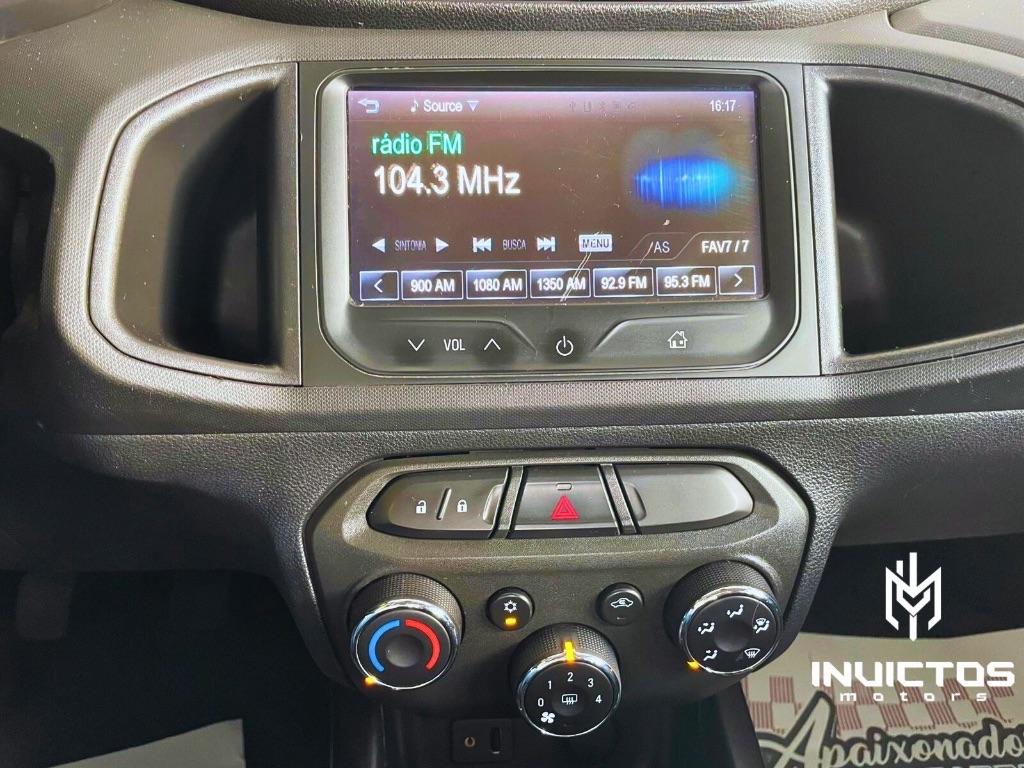 Source 16:17
rádio FM
104.3 MHz
SINTONIA BUSCA MENU /AS FAV7 / 7
900 AM 1080 AM 1350 AM 92.9 FM 95.3 FM
VOL
0 1 2 3 4
INVICTOS
motors
Apaixonado